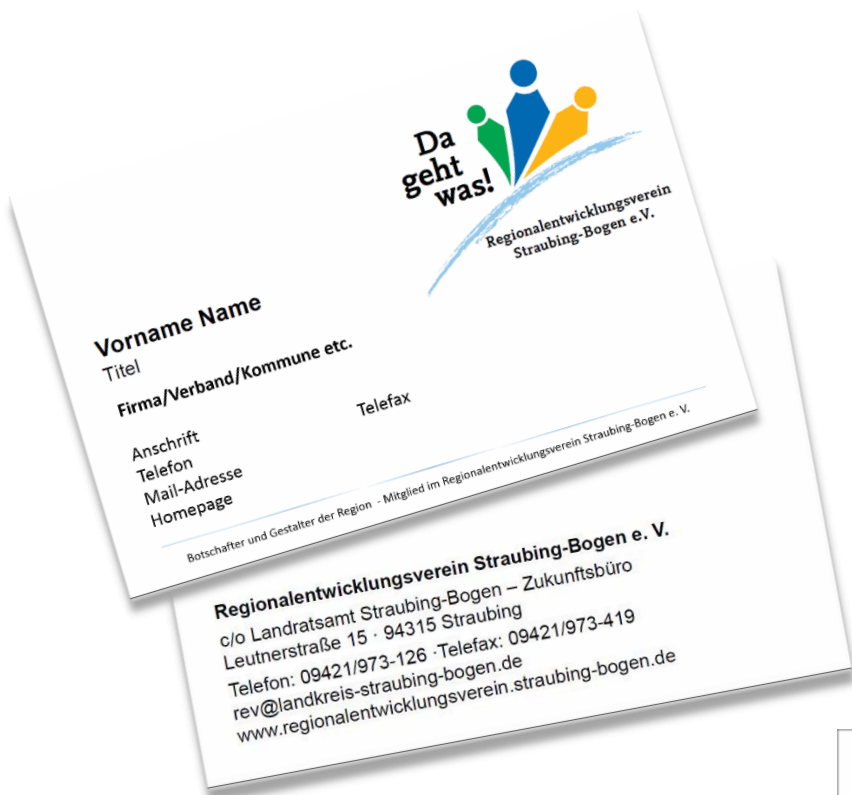 Da
geht
was!
Regionalentwicklungsverein
Straubing-Bogen e.V.
Vorname Name
Titel
Firma/Verband/Kommune etc.
Anschrift
Telefon Telefax
Mail-Adresse
Homepage
Botschafter und Gestalter der Region - Mitglied im Regionalentwicklungsverein Straubing-Bogen e. V.
Regionalentwicklungsverein Straubing-Bogen e. V.
c/o Landratsamt Straubing-Bogen – Zukunftsbüro
Leutnerstraße 15 · 94315 Straubing
Telefon: 09421/973-126 ·Telefax: 09421/973-419
rev@landkreis-straubing-bogen.de
www.regionalentwicklungsverein.straubing-bogen.de